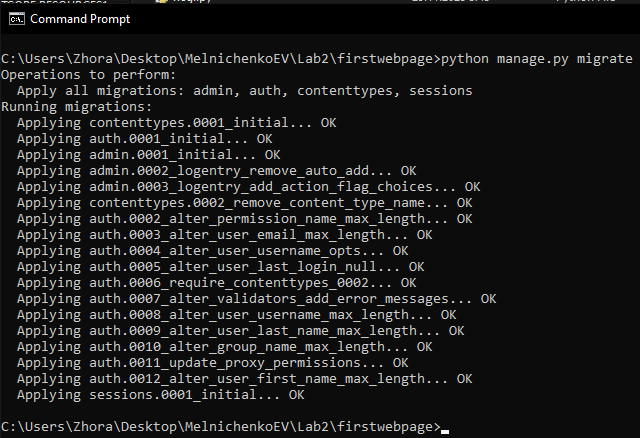 Command Prompt
C:\Users\Zhora\Desktop\MelnichenkoEV\Lab2\firstwebpage>python manage.py migrate
Operations to perform:
  Apply all migrations: admin, auth, contenttypes, sessions
Running migrations:
  Applying contenttypes.0001_initial... OK
  Applying auth.0001_initial... OK
  Applying admin.0001_initial... OK
  Applying admin.0002_logentry_remove_auto_add... OK
  Applying admin.0003_logentry_add_action_flag_choices... OK
  Applying contenttypes.0002_remove_content_type_name... OK
  Applying auth.0002_alter_permission_name_max_length... OK
  Applying auth.0003_alter_user_email_max_length... OK
  Applying auth.0004_alter_user_username_opts... OK
  Applying auth.0005_alter_user_last_login_null... OK
  Applying auth.0006_require_contenttypes_0002... OK
  Applying auth.0007_alter_validators_add_error_messages... OK
  Applying auth.0008_alter_user_username_max_length... OK
  Applying auth.0009_alter_user_last_name_max_length... OK
  Applying auth.0010_alter_group_name_max_length... OK
  Applying auth.0011_update_proxy_permissions... OK
  Applying auth.0012_alter_user_first_name_max_length... OK
  Applying sessions.0001_initial... OK
C:\Users\Zhora\Desktop\MelnichenkoEV\Lab2\firstwebpage>